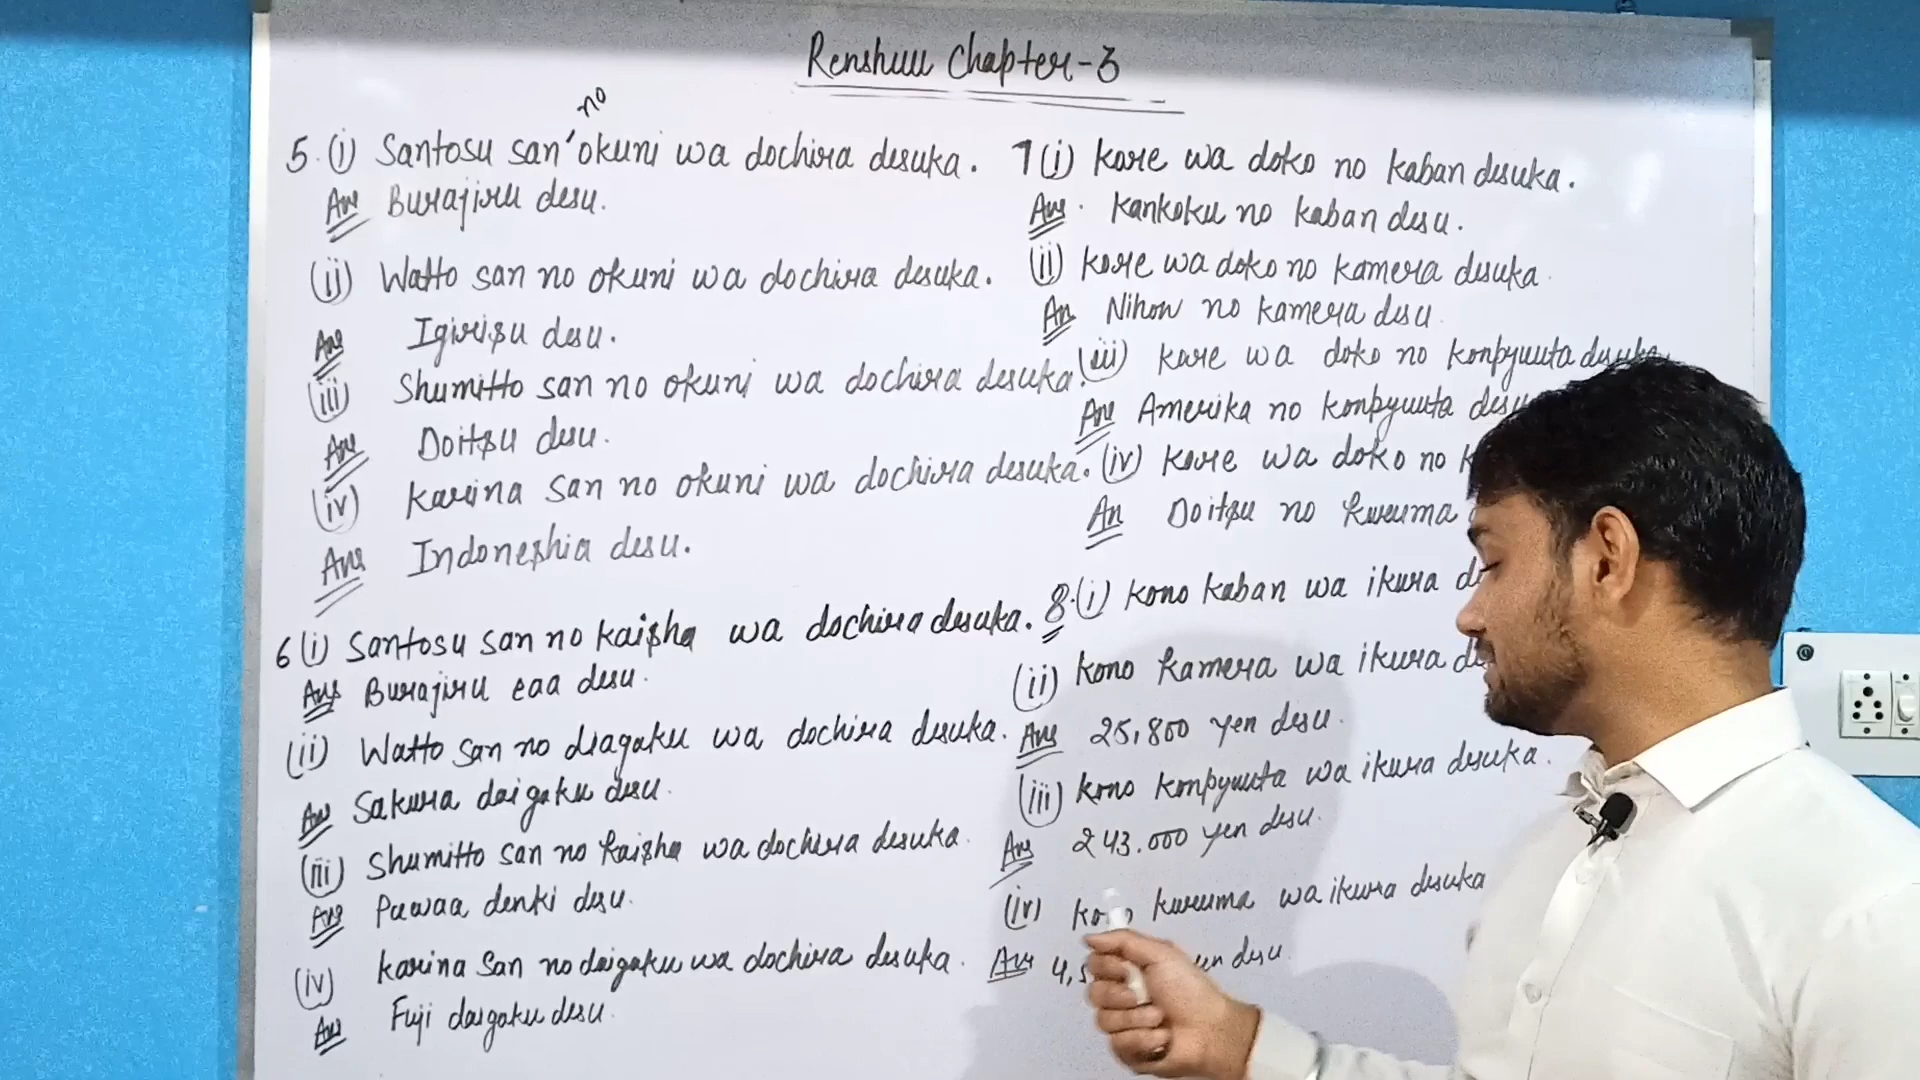 Renshuu Chapter-3
no
5. (i) Santosu san okuni wa dochira desuka.
Ans Burajiru desu.
(ii) Watto san no okuni wa dochira desuka.
Ans Igirisu desu.
(iii) Shumitto san no okuni wa dochira desuka.
Ans Doitsu desu.
(iv) Karina san no okuni wa dochira desuka.
Ans Indoneshia desu.
6 (i) Santosu san no kaisha wa dochira desuka.
Ans Burajiru eaa desu.
(ii) Watto san no diagaku wa dochira desuka.
Ans Sakura daigaku desu.
(iii) Shumitto san no kaisha wa dochira desuka.
Ans Pawaa denki desu.
(iv) Karina san no daigaku wa dochira desuka.
Ans Fuji daigaku desu.
7 (i) Kore wa doko no kaban desuka.
Ans. Kankoku no kaban desu.
(ii) Kore wa doko no kamera desuka.
An Nihon no kamera desu.
(iii) Kore wa doko no konpyuuta desuka
Ans Amerika no konpyuuta desu
(iv) Kore wa doko no
An Doitsu no kuruma
8. (i) Kono kaban wa ikura
(ii) Kono kamera wa ikura
Ans 25,800 yen desu.
(iii) Kono konpyuuta wa ikura desuka.
Ans 243.000 yen desu.
(iv) Kono kuruma wa ikura desuka
Ans desu.